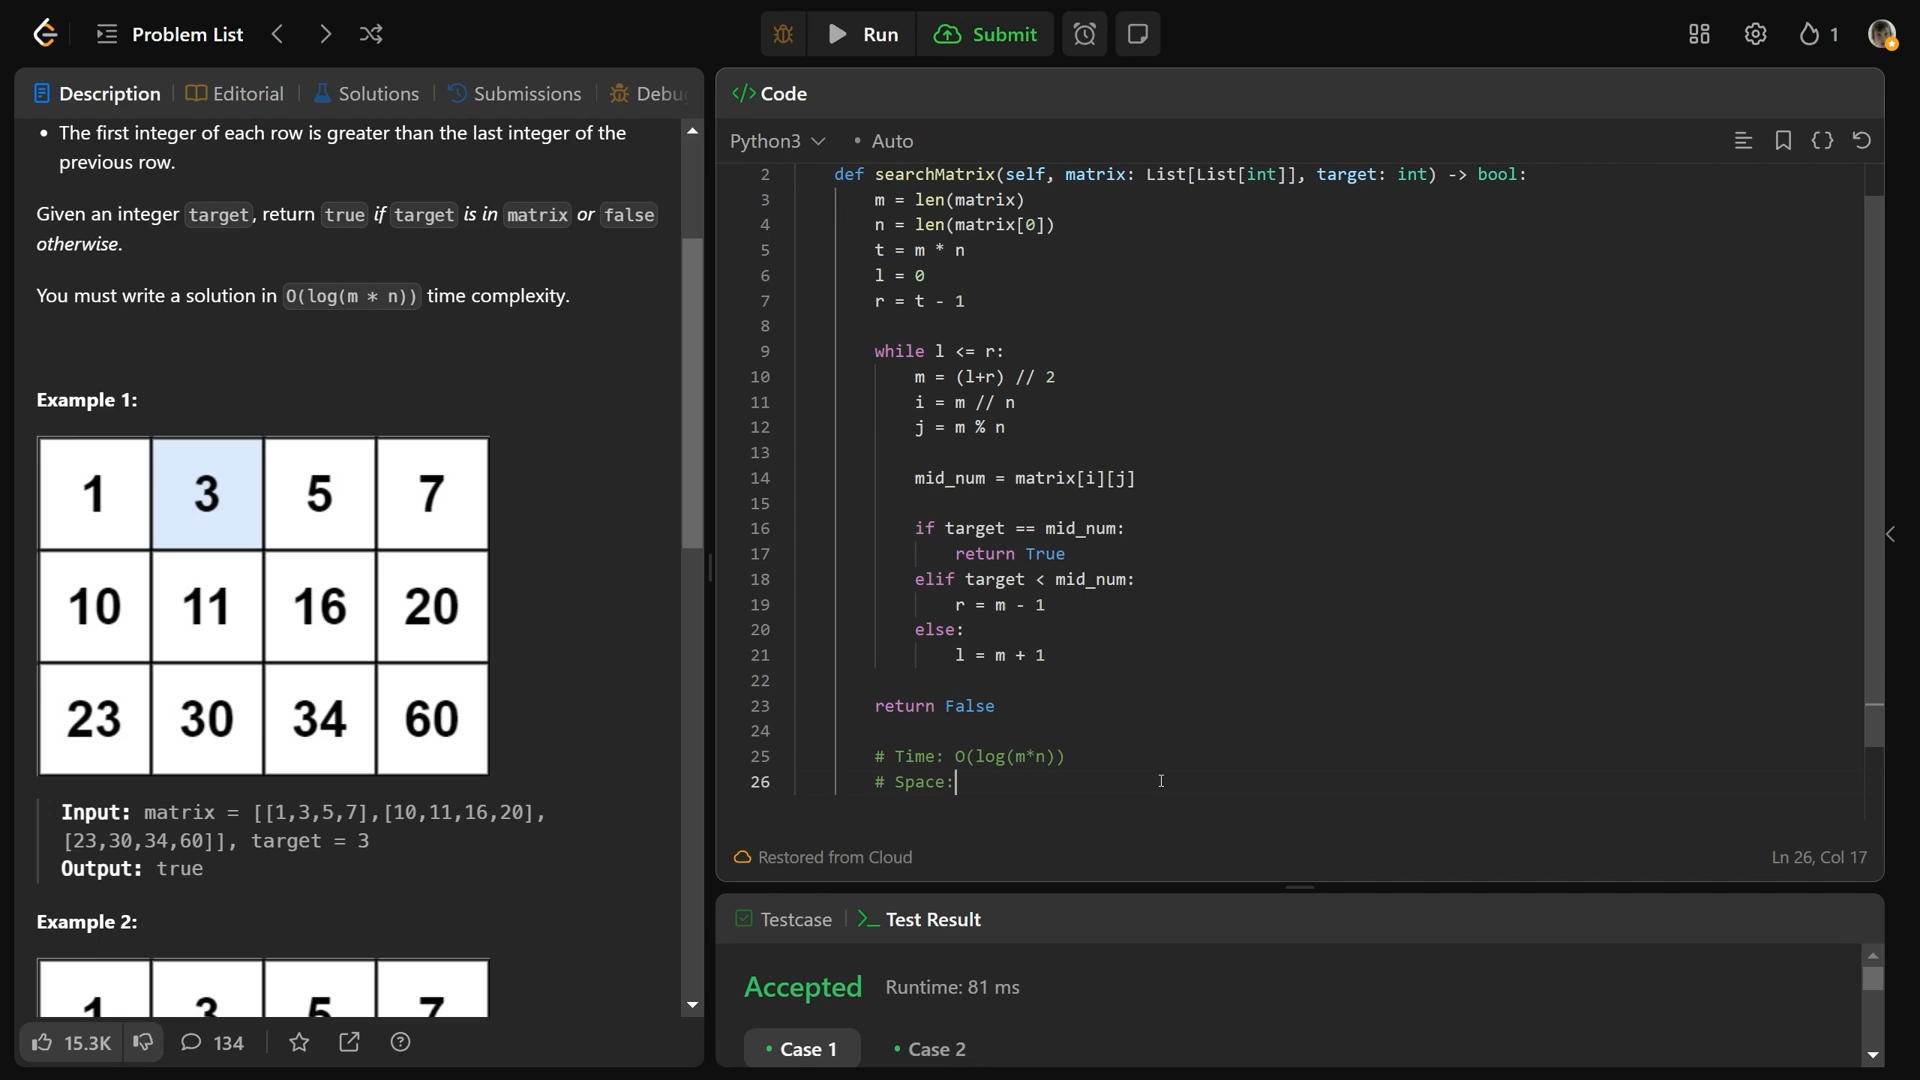 Problem List
Run
Submit
1
Description
Editorial
Solutions
Submissions
Debu
• The first integer of each row is greater than the last integer of the
previous row.
Given an integer target, return true if target is in matrix or false
otherwise.
You must write a solution in O(log(m * n)) time complexity.
Example 1:
1 3 5 7
10 11 16 20
23 30 34 60
Input: matrix = [[1,3,5,7],[10,11,16,20],
[23,30,34,60]], target = 3
Output: true
Example 2:
1 3 5 7
15.3K
134
</> Code
Python3 • Auto
2 def searchMatrix(self, matrix: List[List[int]], target: int) -> bool:
3 m = len(matrix)
4 n = len(matrix[0])
5 t = m * n
6 l = 0
7 r = t - 1
8
9 while l <= r:
10 m = (l+r) // 2
11 i = m // n
12 j = m % n
13
14 mid_num = matrix[i][j]
15
16 if target == mid_num:
17 return True
18 elif target < mid_num:
19 r = m - 1
20 else:
21 l = m + 1
22
23 return False
24
25 # Time: O(log(m*n))
26 # Space:
Restored from Cloud
Ln 26, Col 17
Testcase
Test Result
Accepted Runtime: 81 ms
• Case 1 • Case 2